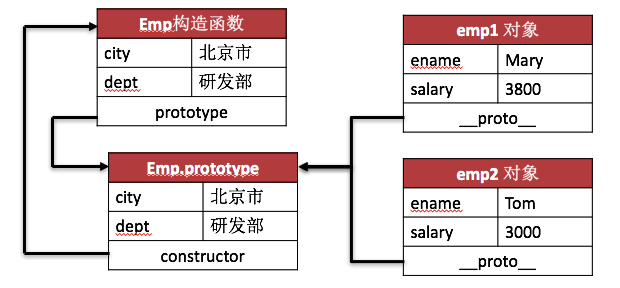 Emp构造函数
city 北京市
dept 研发部
prototype
Emp.prototype
city 北京市
dept 研发部
constructor
emp1 对象
ename Mary
salary 3800
__proto__
emp2 对象
ename Tom
salary 3000
__proto__